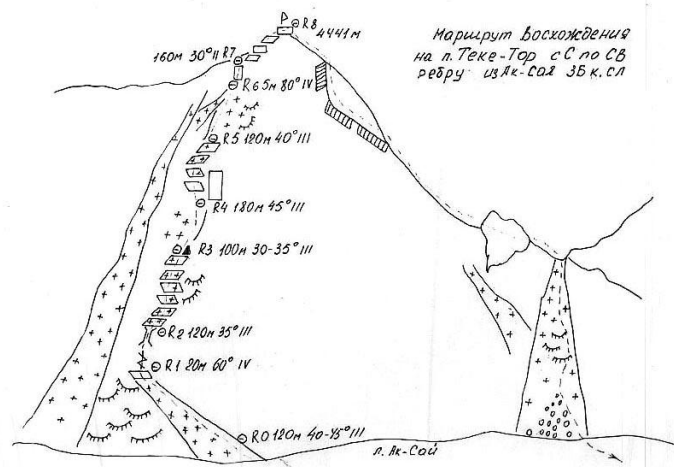 Маршрут восхождения
на п. Теке-Тор с С по СВ
ребру из Ак-Сая 3Б к.сл
R8
4441м
160м 30° II R7
R6 5м 80° IV
R5 120м 40° III
R4 180м 45° III
R3 100м 30-35° III
R2 120м 35° III
R1 20м 60° IV
R0 120м 40-45° III
л. Ак-Сай